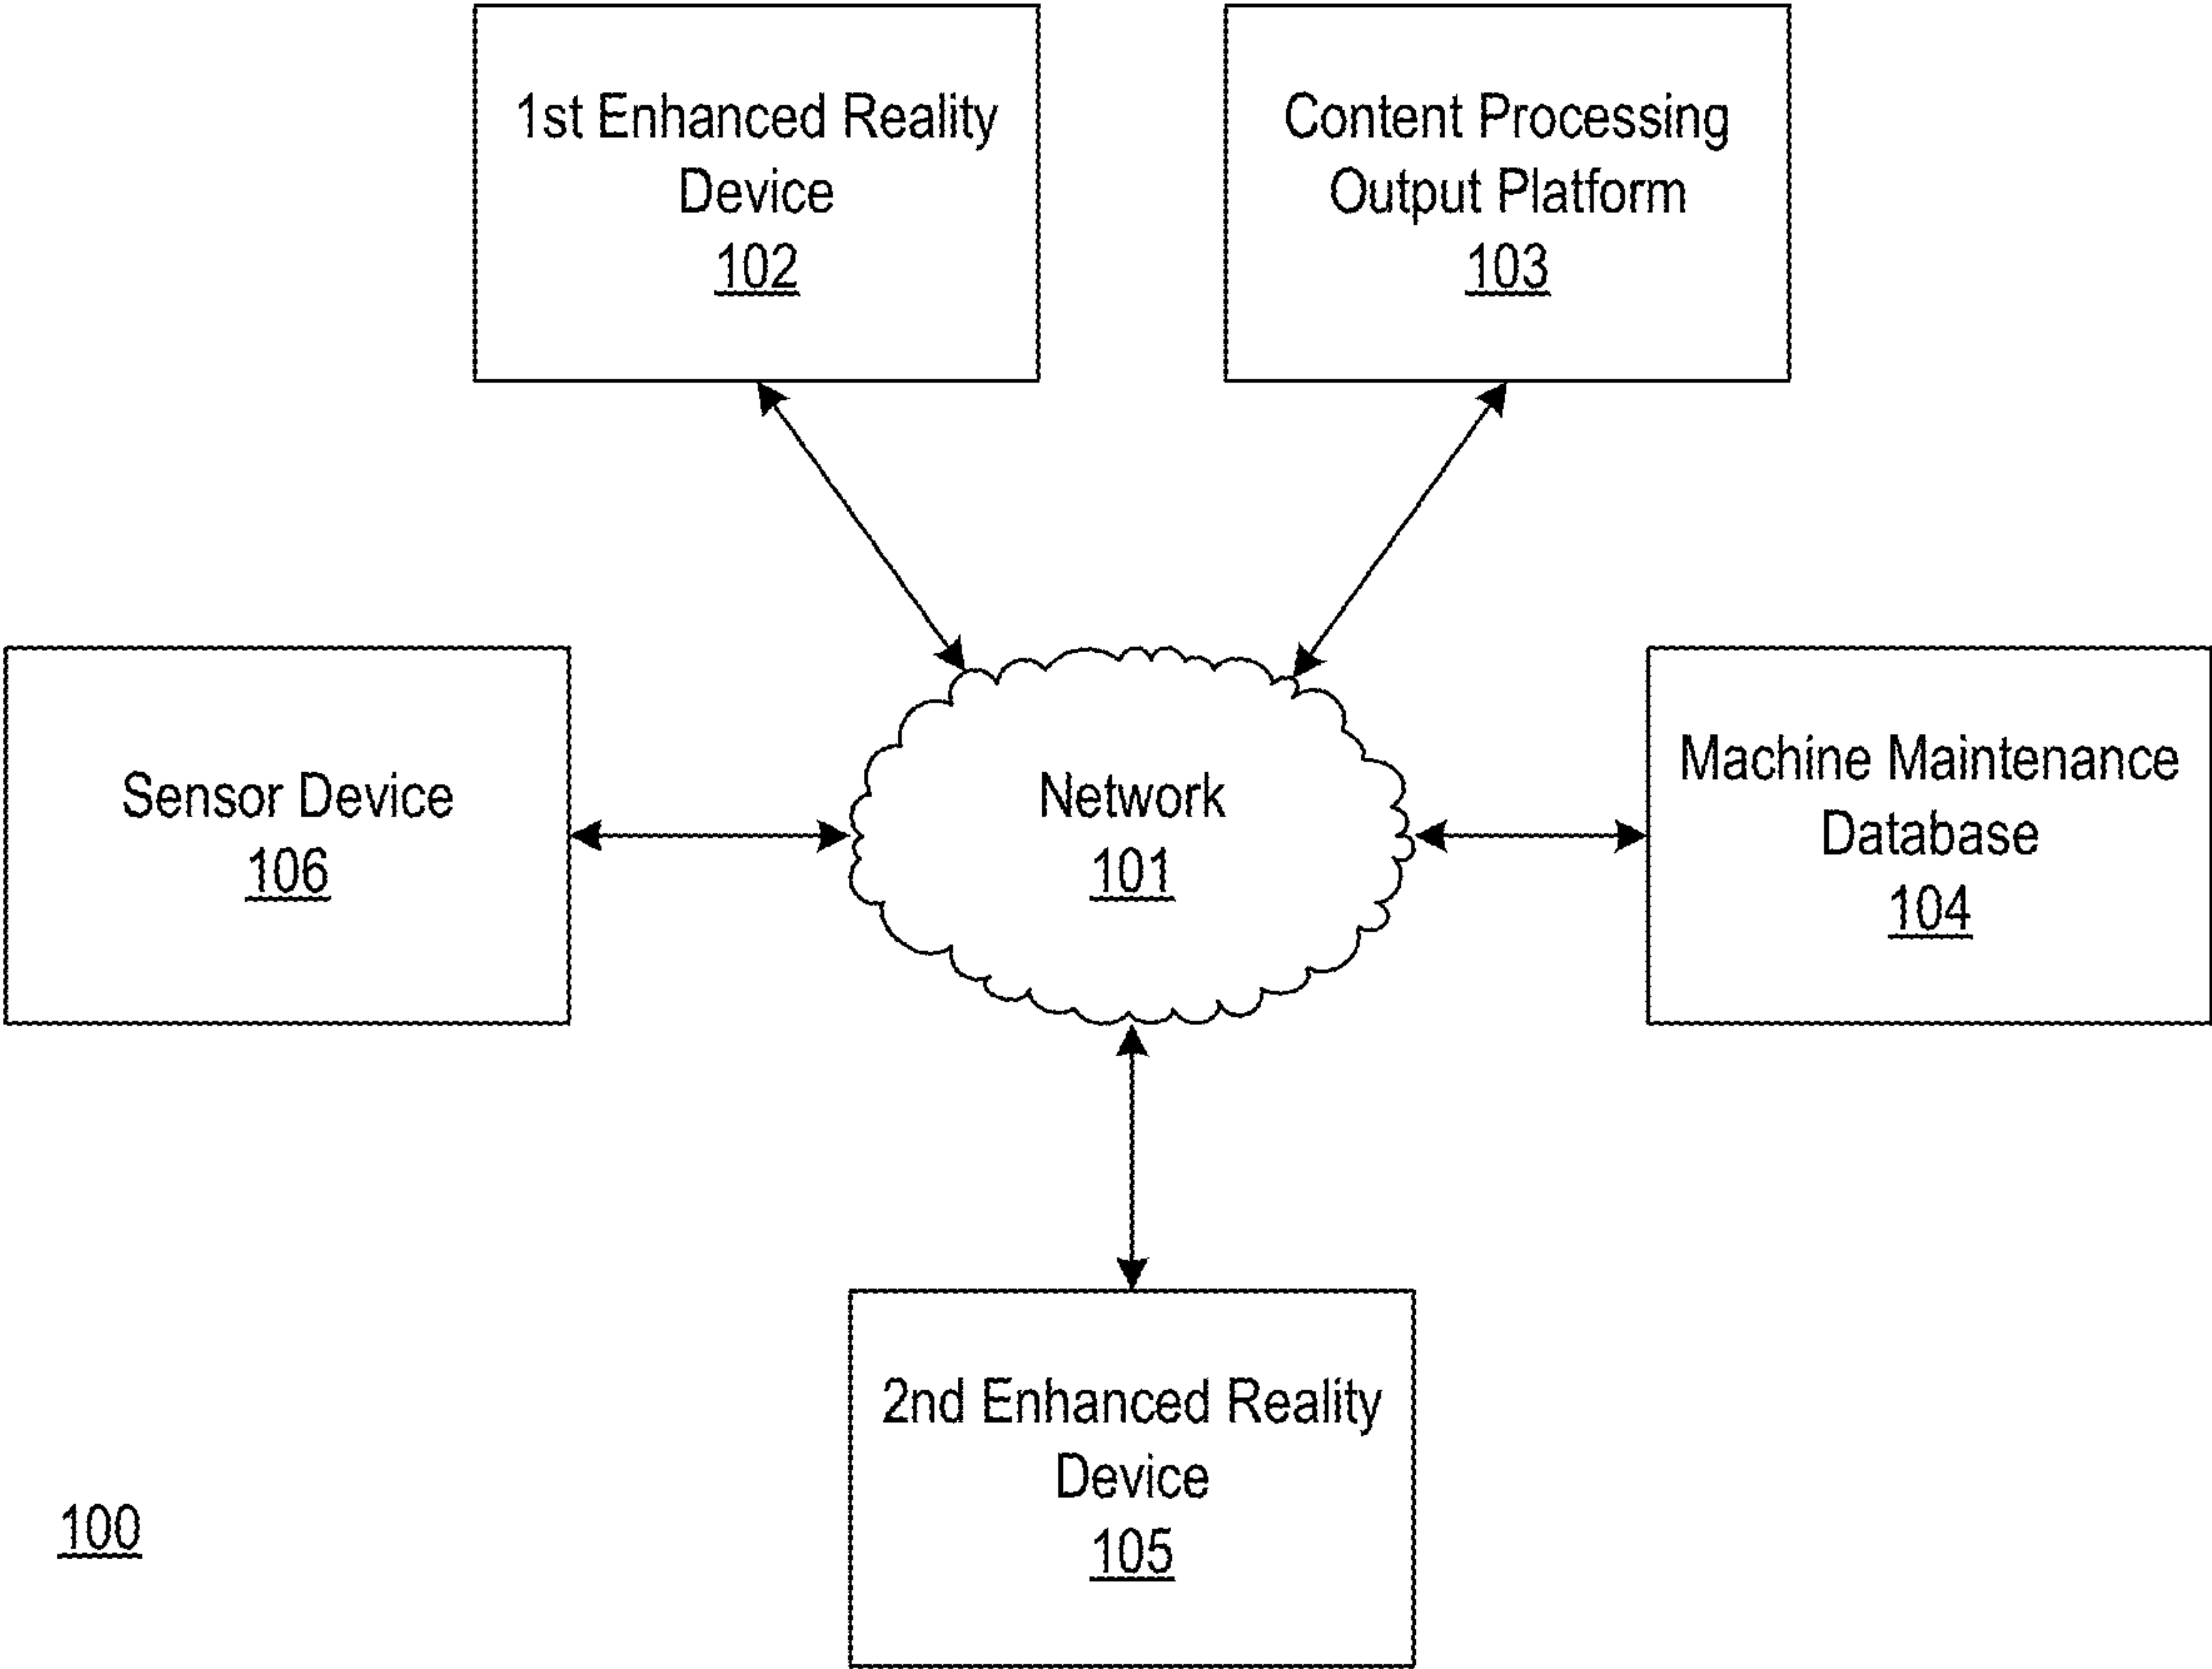 1st Enhanced Reality
Device
102
Content Processing
Output Platform
103
Sensor Device
106
Network
101
Machine Maintenance
Database
104
2nd Enhanced Reality
Device
105
100